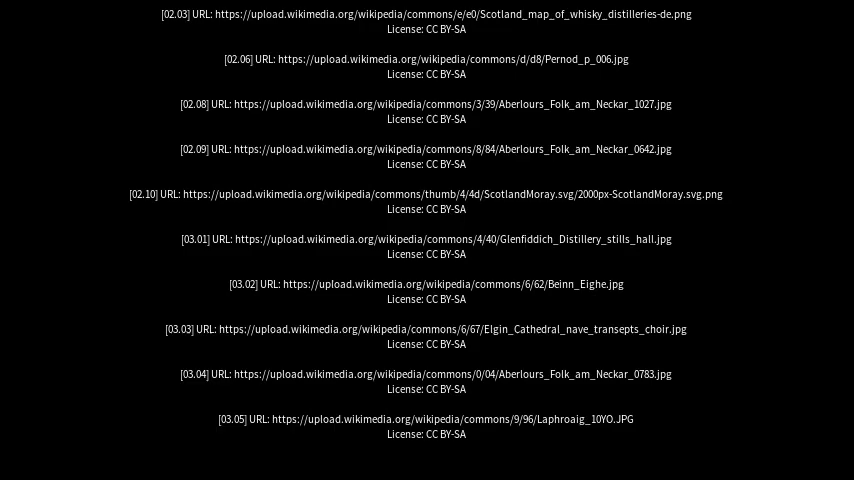 [02.03] URL: https://upload.wikimedia.org/wikipedia/commons/e/e0/Scotland_map_of_whisky_distilleries-de.png
License: CC BY-SA
[02.06] URL: https://upload.wikimedia.org/wikipedia/commons/d/d8/Pernod_p_006.jpg
License: CC BY-SA
[02.08] URL: https://upload.wikimedia.org/wikipedia/commons/3/39/Aberlours_Folk_am_Neckar_1027.jpg
License: CC BY-SA
[02.09] URL: https://upload.wikimedia.org/wikipedia/commons/8/84/Aberlours_Folk_am_Neckar_0642.jpg
License: CC BY-SA
[02.10] URL: https://upload.wikimedia.org/wikipedia/commons/thumb/4/4d/ScotlandMoray.svg/2000px-ScotlandMoray.svg.png
License: CC BY-SA
[03.01] URL: https://upload.wikimedia.org/wikipedia/commons/4/40/Glenfiddich_Distillery_stills_hall.jpg
License: CC BY-SA
[03.02] URL: https://upload.wikimedia.org/wikipedia/commons/6/62/Beinn_Eighe.jpg
License: CC BY-SA
[03.03] URL: https://upload.wikimedia.org/wikipedia/commons/6/67/Elgin_Cathedral_nave_transepts_choir.jpg
License: CC BY-SA
[03.04] URL: https://upload.wikimedia.org/wikipedia/commons/0/04/Aberlours_Folk_am_Neckar_0783.jpg
License: CC BY-SA
[03.05] URL: https://upload.wikimedia.org/wikipedia/commons/9/96/Laphroaig_10YO.JPG
License: CC BY-SA